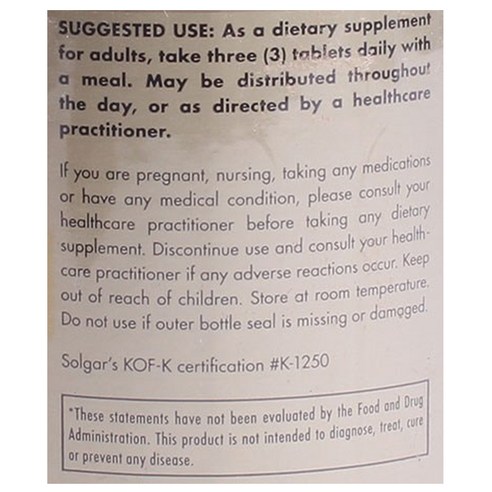 SUGGESTED USE: As a dietary supplement
for adults, take three (3) tablets daily with
a meal. May be distributed throughout
the day, or as directed by a healthcare
practitioner.
If you are pregnant, nursing, taking any medications
or have any medical condition, please consult your
healthcare practitioner before taking any dietary
supplement. Discontinue use and consult your health-
care practitioner if any adverse reactions occur. Keep
out of reach of children. Store at room temperature.
Do not use if outer bottle seal is missing or damaged.
Solgar's KOF-K certification #K-1250
*These statements have not been evaluated by the Food and Drug
Administration. This product is not intended to diagnose, treat, cure
or prevent any disease.